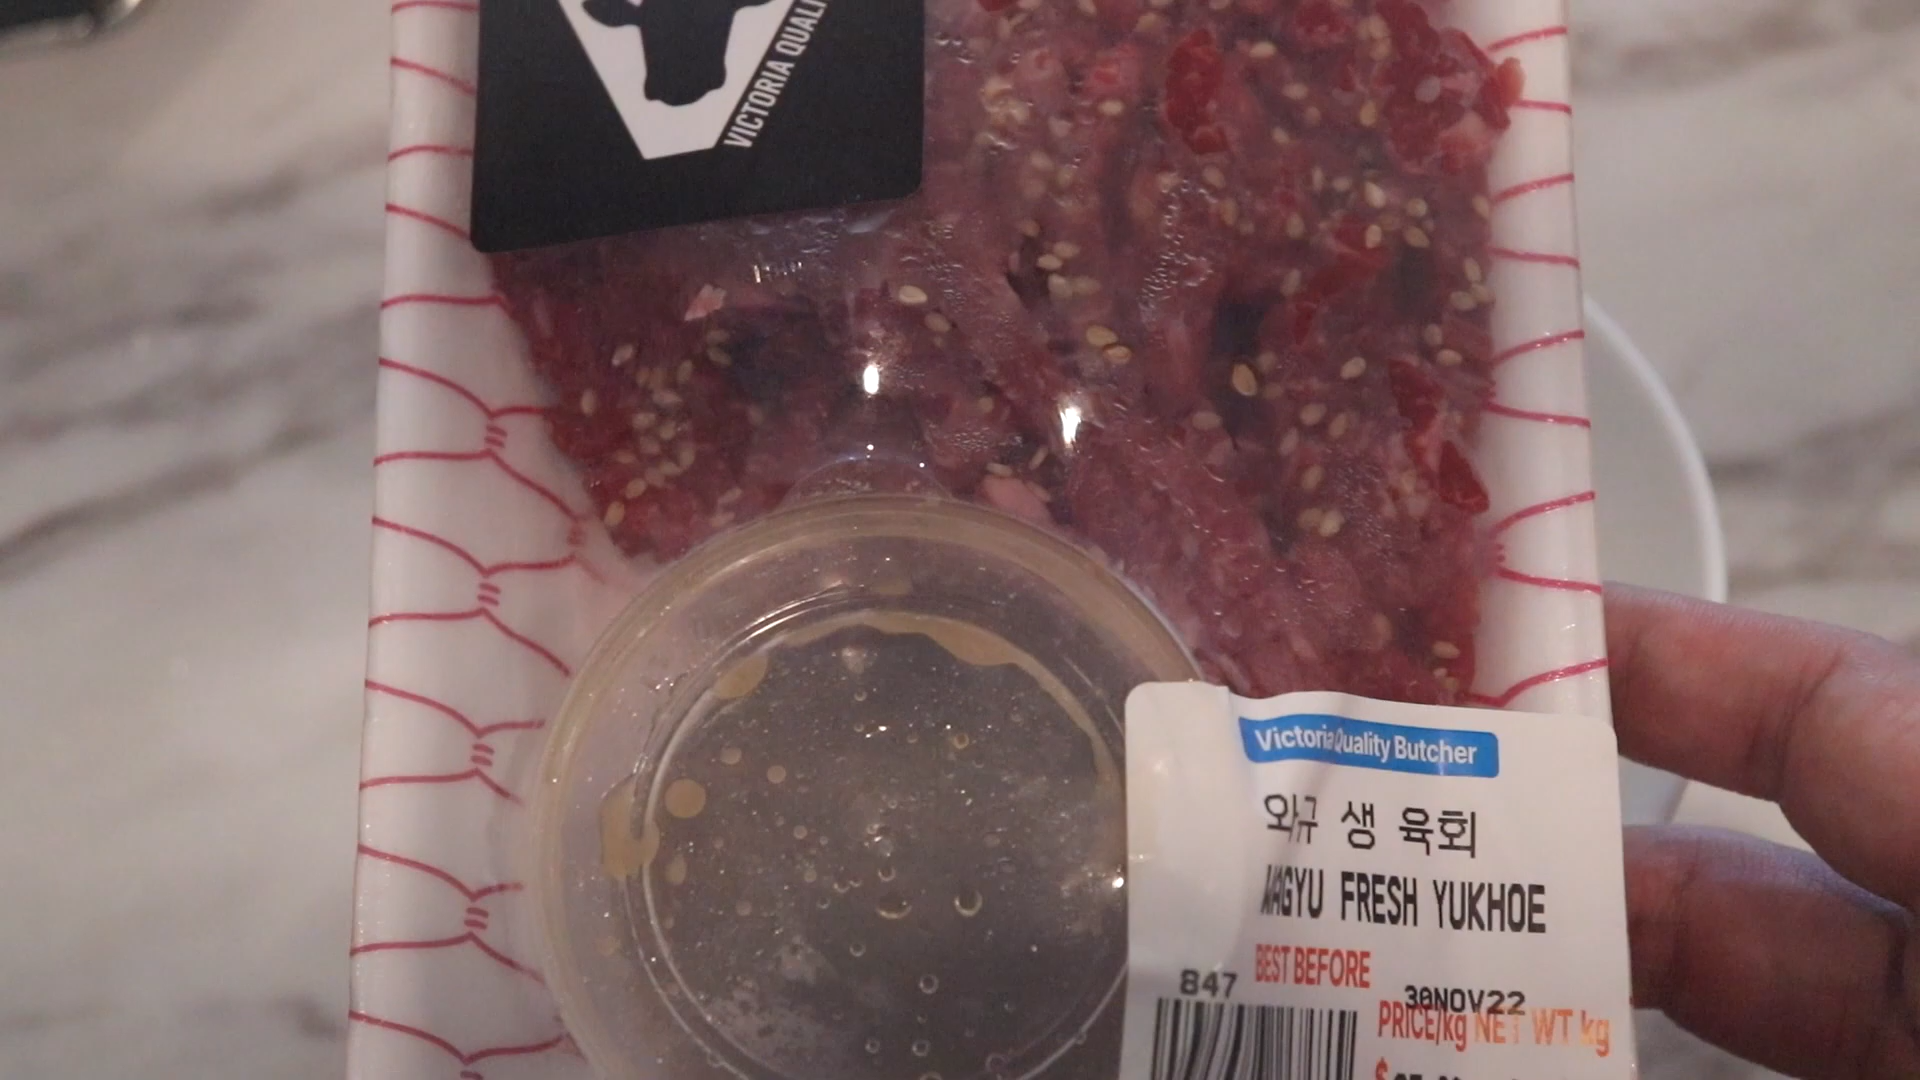 VICTORIA QUALI
Victoria Quality Butcher
와규 생 육회
WAGYU FRESH YUKHOE
BEST BEFORE
847
30NOV22
PRICE/kg NET WT kg
$